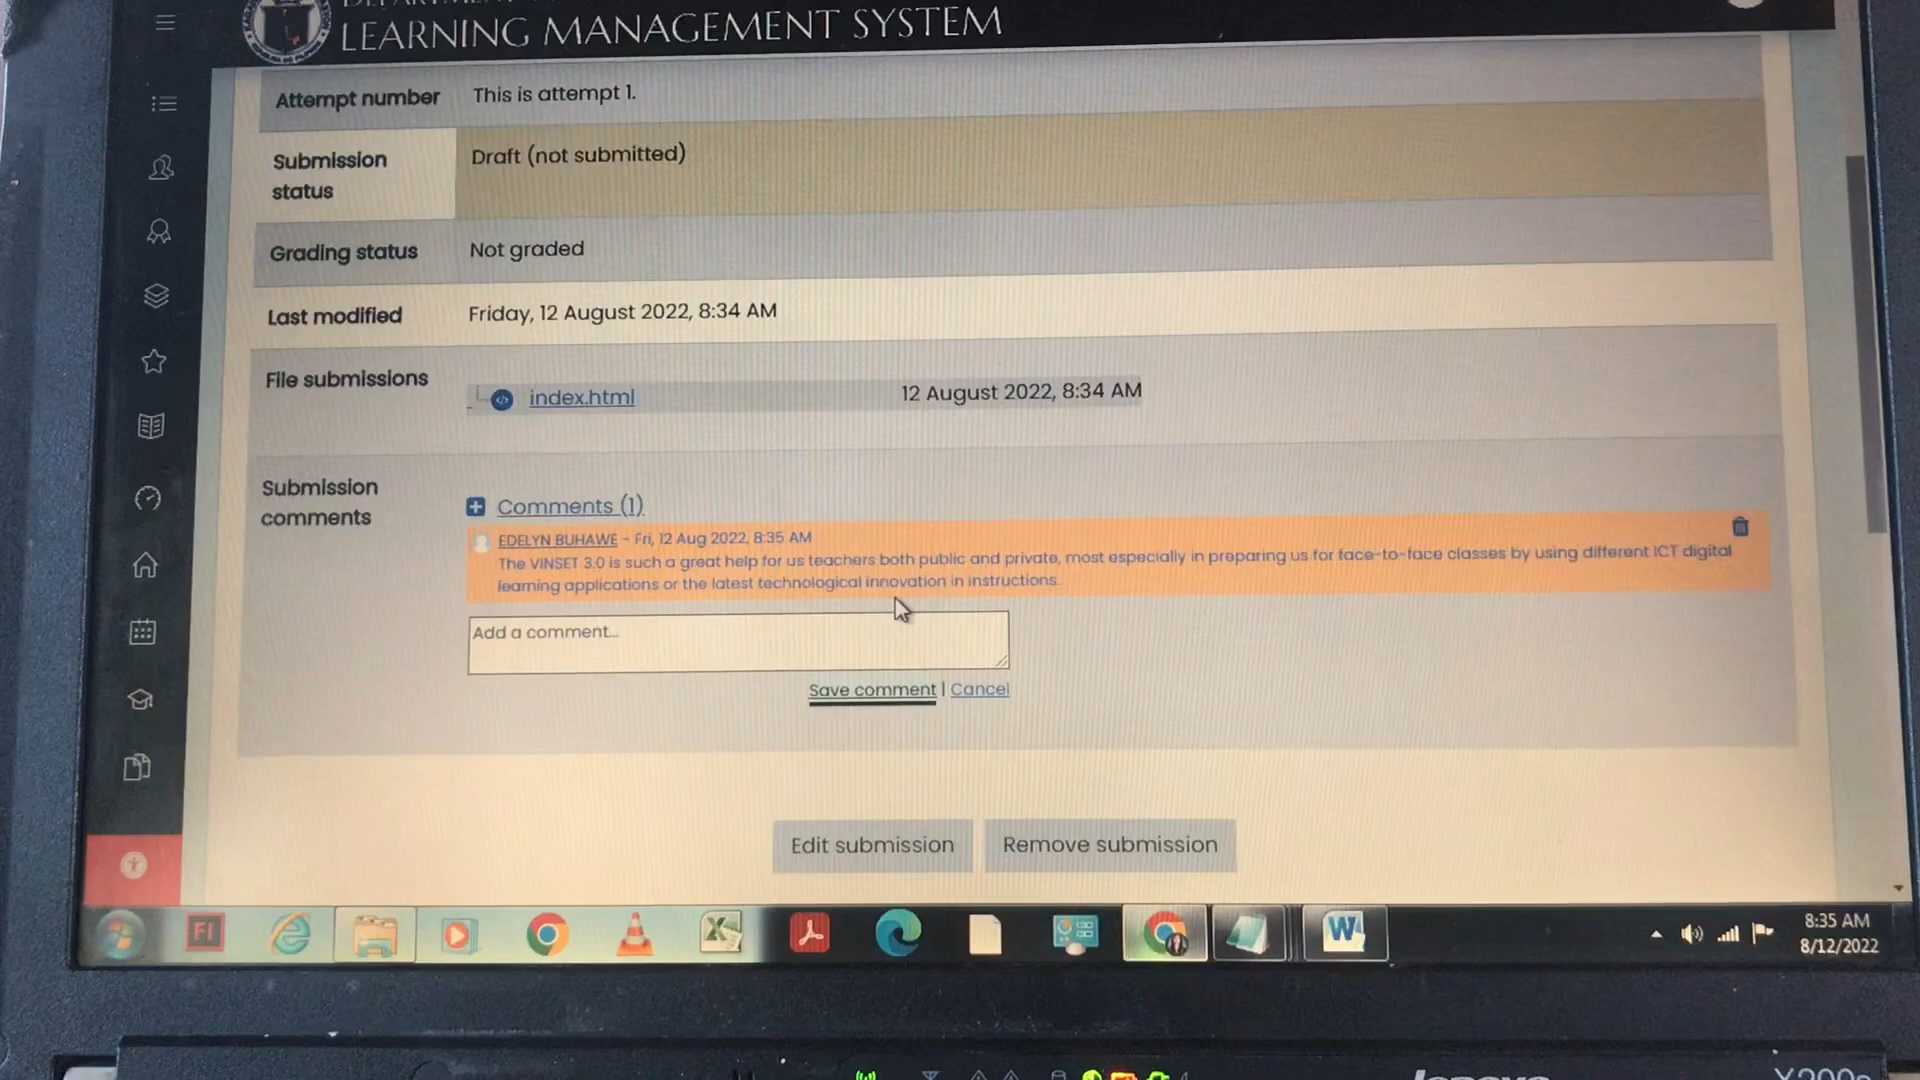 LEARNING MANAGEMENT SYSTEM
Attempt number This is attempt 1.
Submission status Draft (not submitted)
Grading status Not graded
Last modified Friday, 12 August 2022, 8:34 AM
File submissions index.html 12 August 2022, 8:34 AM
Submission comments
Comments (1)
EDELYN BUHAWE - Fri, 12 Aug 2022, 8:35 AM
The VINSET 3.0 is such a great help for us teachers both public and private, most especially in preparing us for face-to-face classes by using different ICT digital
learning applications or the latest technological innovation in instructions.
Add a comment...
Save comment | Cancel
Edit submission Remove submission
8:35 AM
8/12/2022